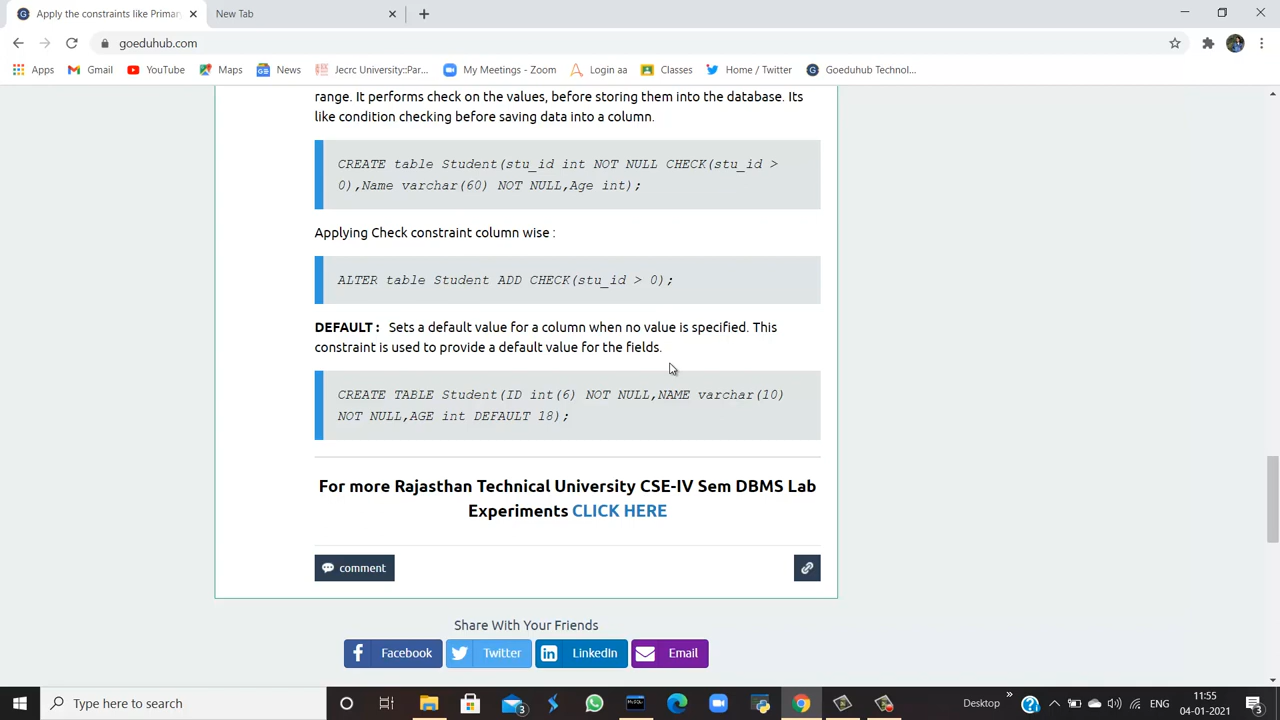 Apply the constraints like Primar
New Tab
goeduhub.com
Apps
Gmail
YouTube
Maps
News
Jecrc University::Par...
My Meetings - Zoom
Login aa
Classes
Home / Twitter
Goeduhub Technol...
range. It performs check on the values, before storing them into the database. Its
like condition checking before saving data into a column.
CREATE table Student(stu_id int NOT NULL CHECK(stu_id >
0),Name varchar(60) NOT NULL,Age int);
Applying Check constraint column wise :
ALTER table Student ADD CHECK(stu_id > 0);
DEFAULT : Sets a default value for a column when no value is specified. This
constraint is used to provide a default value for the fields.
CREATE TABLE Student(ID int(6) NOT NULL,NAME varchar(10)
NOT NULL,AGE int DEFAULT 18);
For more Rajasthan Technical University CSE-IV Sem DBMS Lab
Experiments CLICK HERE
comment
Share With Your Friends
Facebook
Twitter
LinkedIn
Email
Type here to search
3
Desktop
»
ENG
11:55
04-01-2021
3